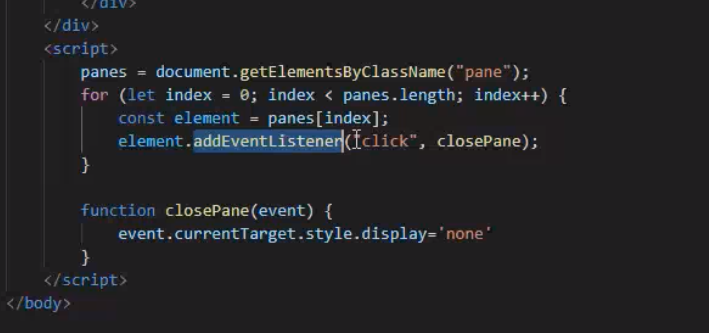 </div>
</div>
<script>
panes = document.getElementsByClassName("pane");
for (let index = 0; index < panes.length; index++) {
const element = panes[index];
element.addEventListener("click", closePane);
}
function closePane(event) {
event.currentTarget.style.display='none'
}
</script>
</body>